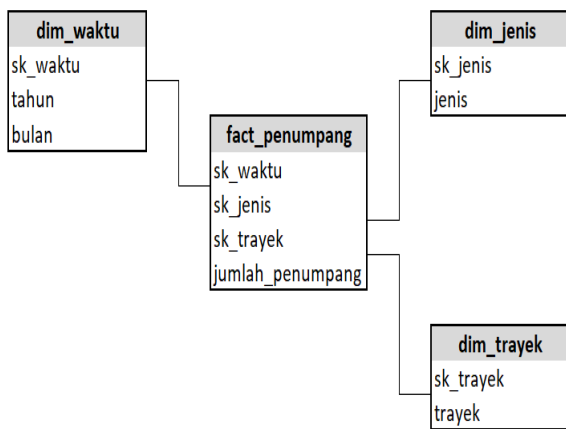 dim_waktu
sk_waktu
tahun
bulan
dim_jenis
sk_jenis
jenis
fact_penumpang
sk_waktu
sk_jenis
sk_trayek
jumlah_penumpang
dim_trayek
sk_trayek
trayek